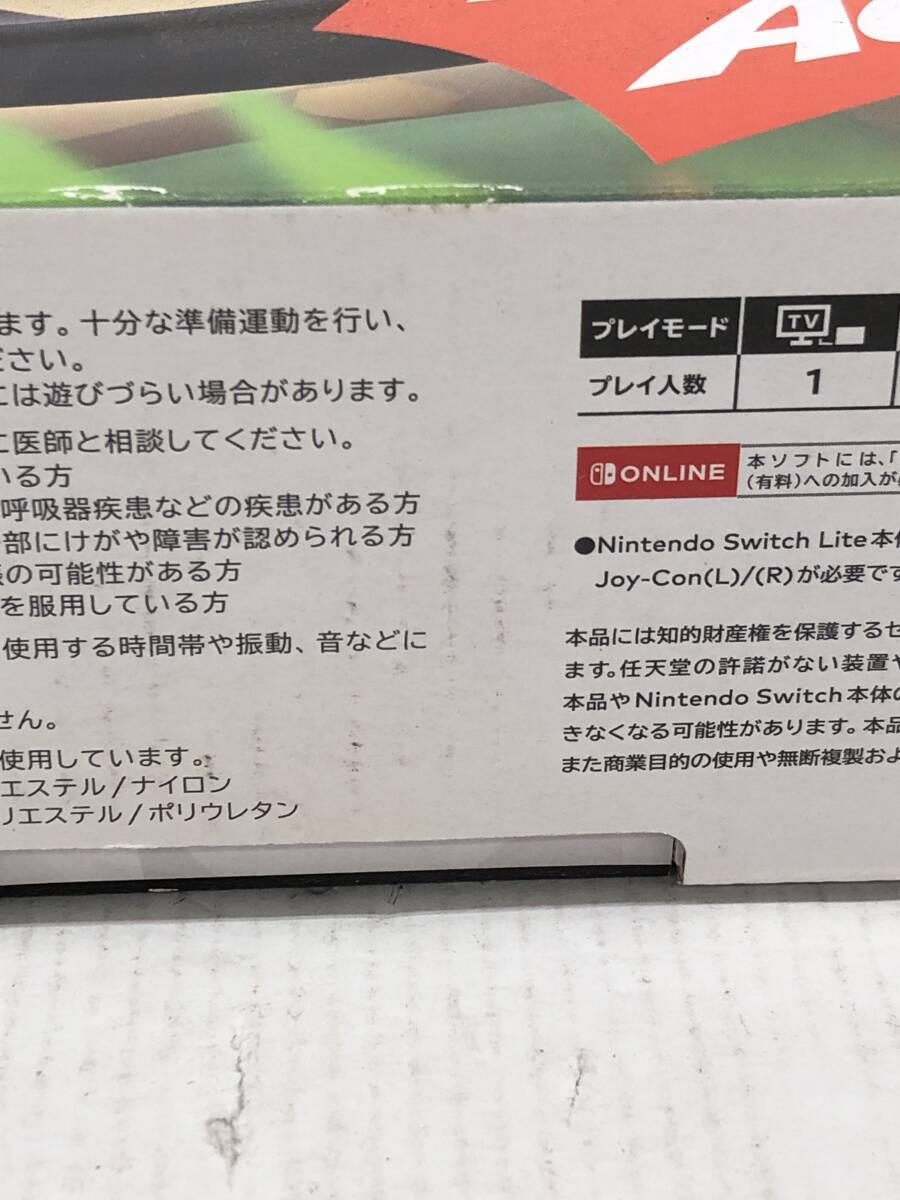 ます。十分な準備運動を行い、
ださい。
には遊びづらい場合があります。
に医師と相談してください。
いる方
呼吸器疾患などの疾患がある方
部にけがや障害が認められる方
の可能性がある方
を服用している方
使用する時間帯や振動、音などに
せん。
使用しています。
エステル/ナイロン
リエステル/ポリウレタン
プレイモード TV
プレイ人数 1
ONLINE
本ソフトには、「
(有料)への加入が
●Nintendo Switch Lite本体
Joy-Con(L)/(R)が必要です
本品には知的財産権を保護するセ
ます。任天堂の許諾がない装置や
本品やNintendo Switch本体の
きなくなる可能性があります。本品
また商業目的の使用や無断複製およ